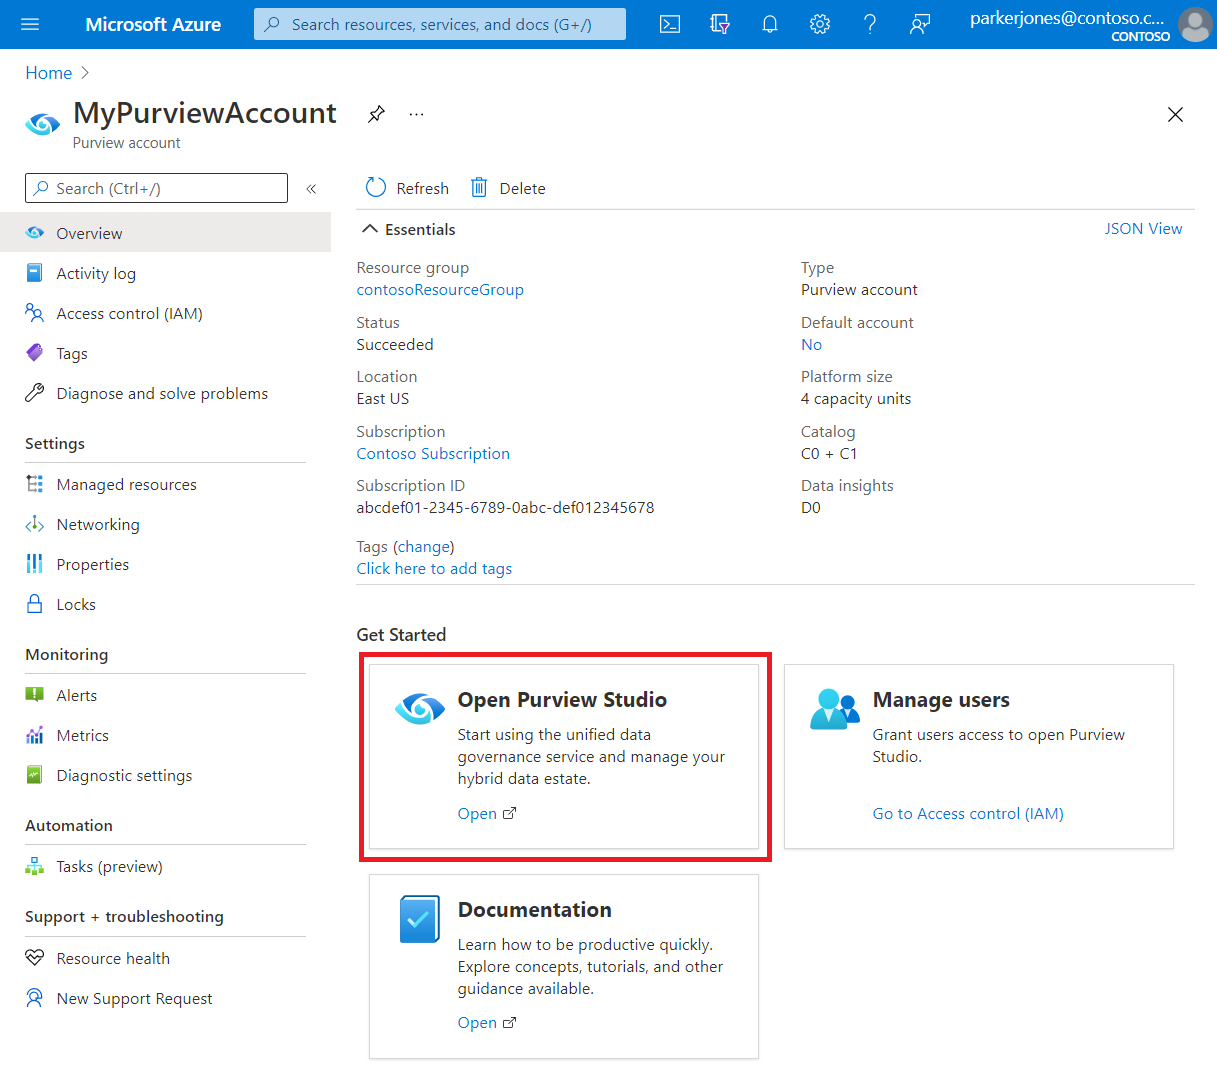 Microsoft Azure
Search resources, services, and docs (G+/)
parkerjones@contoso.c...
CONTOSO
Home
MyPurviewAccount
Purview account
Search (Ctrl+/)
Overview
Activity log
Access control (IAM)
Tags
Diagnose and solve problems
Settings
Managed resources
Networking
Properties
Locks
Monitoring
Alerts
Metrics
Diagnostic settings
Automation
Tasks (preview)
Support + troubleshooting
Resource health
New Support Request
Refresh
Delete
Essentials
JSON View
Resource group
contosoResourceGroup
Status
Succeeded
Location
East US
Subscription
Contoso Subscription
Subscription ID
abcdef01-2345-6789-0abc-def012345678
Tags (change)
Click here to add tags
Type
Purview account
Default account
No
Platform size
4 capacity units
Catalog
C0 + C1
Data insights
D0
Get Started
Open Purview Studio
Start using the unified data
governance service and manage your
hybrid data estate.
Open
Manage users
Grant users access to open Purview
Studio.
Go to Access control (IAM)
Documentation
Learn how to be productive quickly.
Explore concepts, tutorials, and other
guidance available.
Open